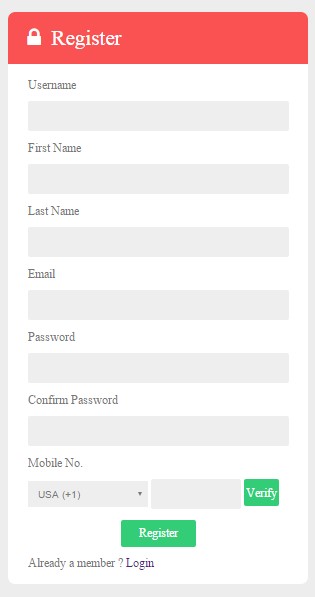 Register
Username
First Name
Last Name
Email
Password
Confirm Password
Mobile No.
USA (+1) Verify
Register
Already a member ? Login